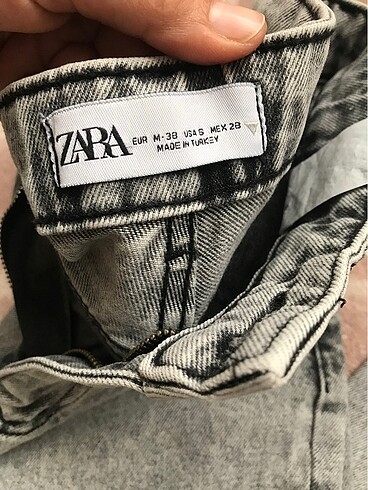 ZARA
EUR M-38 USA S MEX 28
MADE IN TURKEY